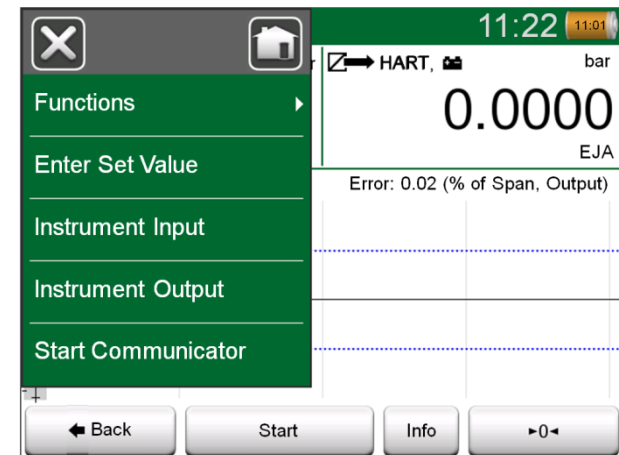 11:22 11:01
r HART, bar
0.0000
EJA
Error: 0.02 (% of Span, Output)
Functions
Enter Set Value
Instrument Input
Instrument Output
Start Communicator
Back Start Info ►0◄